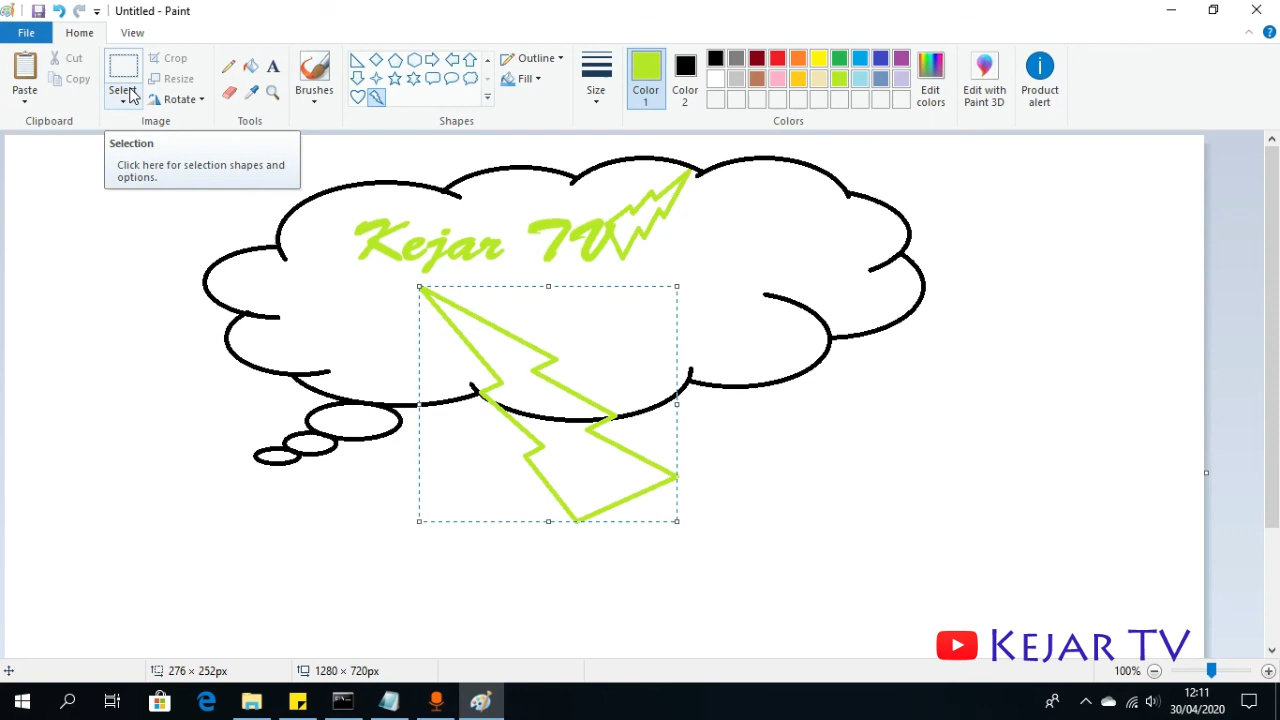 Untitled - Paint
File
Home
View
Paste
Cut
Copy
Clipboard
Select
Crop
Resize
Rotate
Image
A
Tools
Brushes
Outline
Fill
Shapes
Size
Color
1
Color
2
Edit
colors
Colors
Edit with
Paint 3D
Product
alert
Selection
Click here for selection shapes and
options.
Kejar TV
KEJAR TV
276 × 252px
1280 × 720px
100%
12:11
30/04/2020